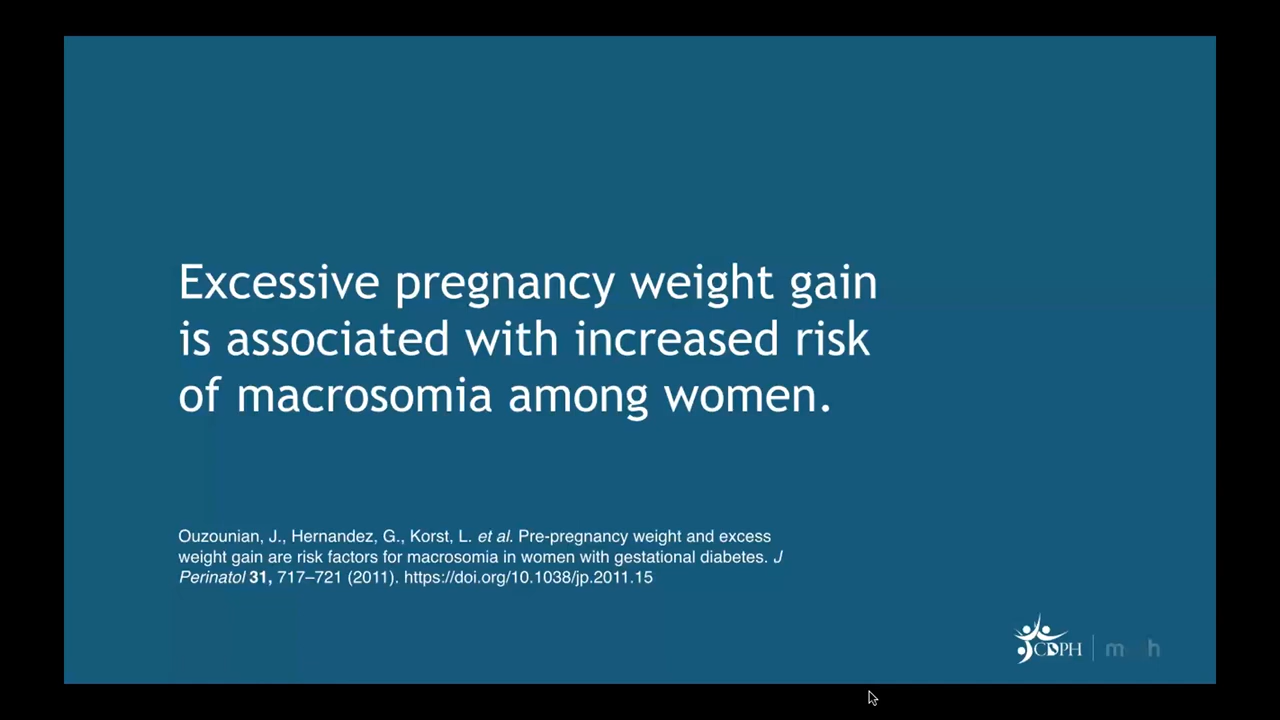 Excessive pregnancy weight gain
is associated with increased risk
of macrosomia among women.
Ouzounian, J., Hernandez, G., Korst, L. et al. Pre-pregnancy weight and excess
weight gain are risk factors for macrosomia in women with gestational diabetes. J
Perinatol 31, 717–721 (2011). https://doi.org/10.1038/jp.2011.15
CDPH